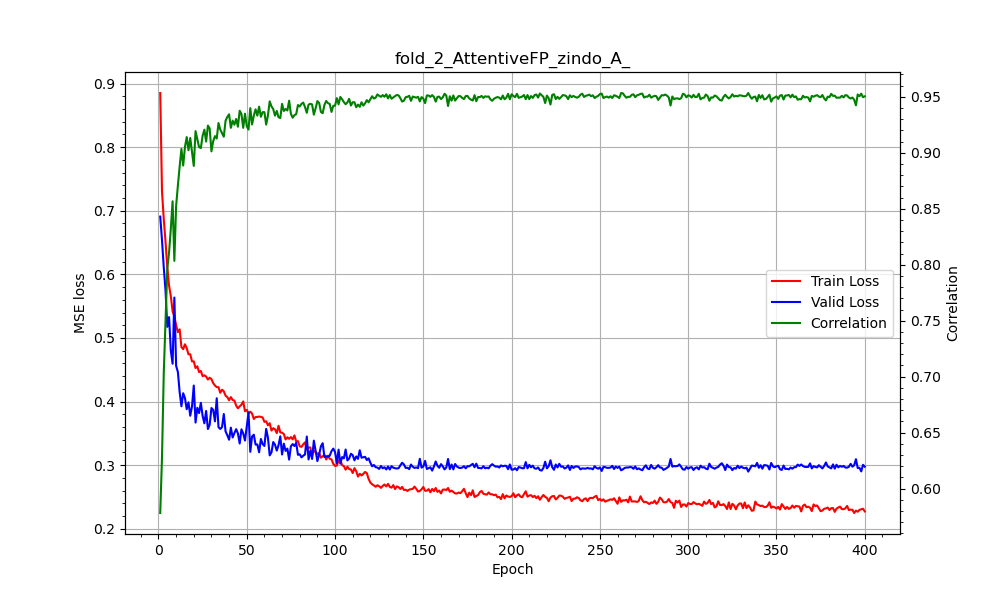 fold_2_AttentiveFP_zindo_A_
0.9
0.8
0.7
0.6
0.5
0.4
0.3
0.2
MSE loss
0.95
0.90
0.85
0.80
0.75
0.70
0.65
0.60
Correlation
Train Loss
Valid Loss
Correlation
0 50 100 150 200 250 300 350 400
Epoch